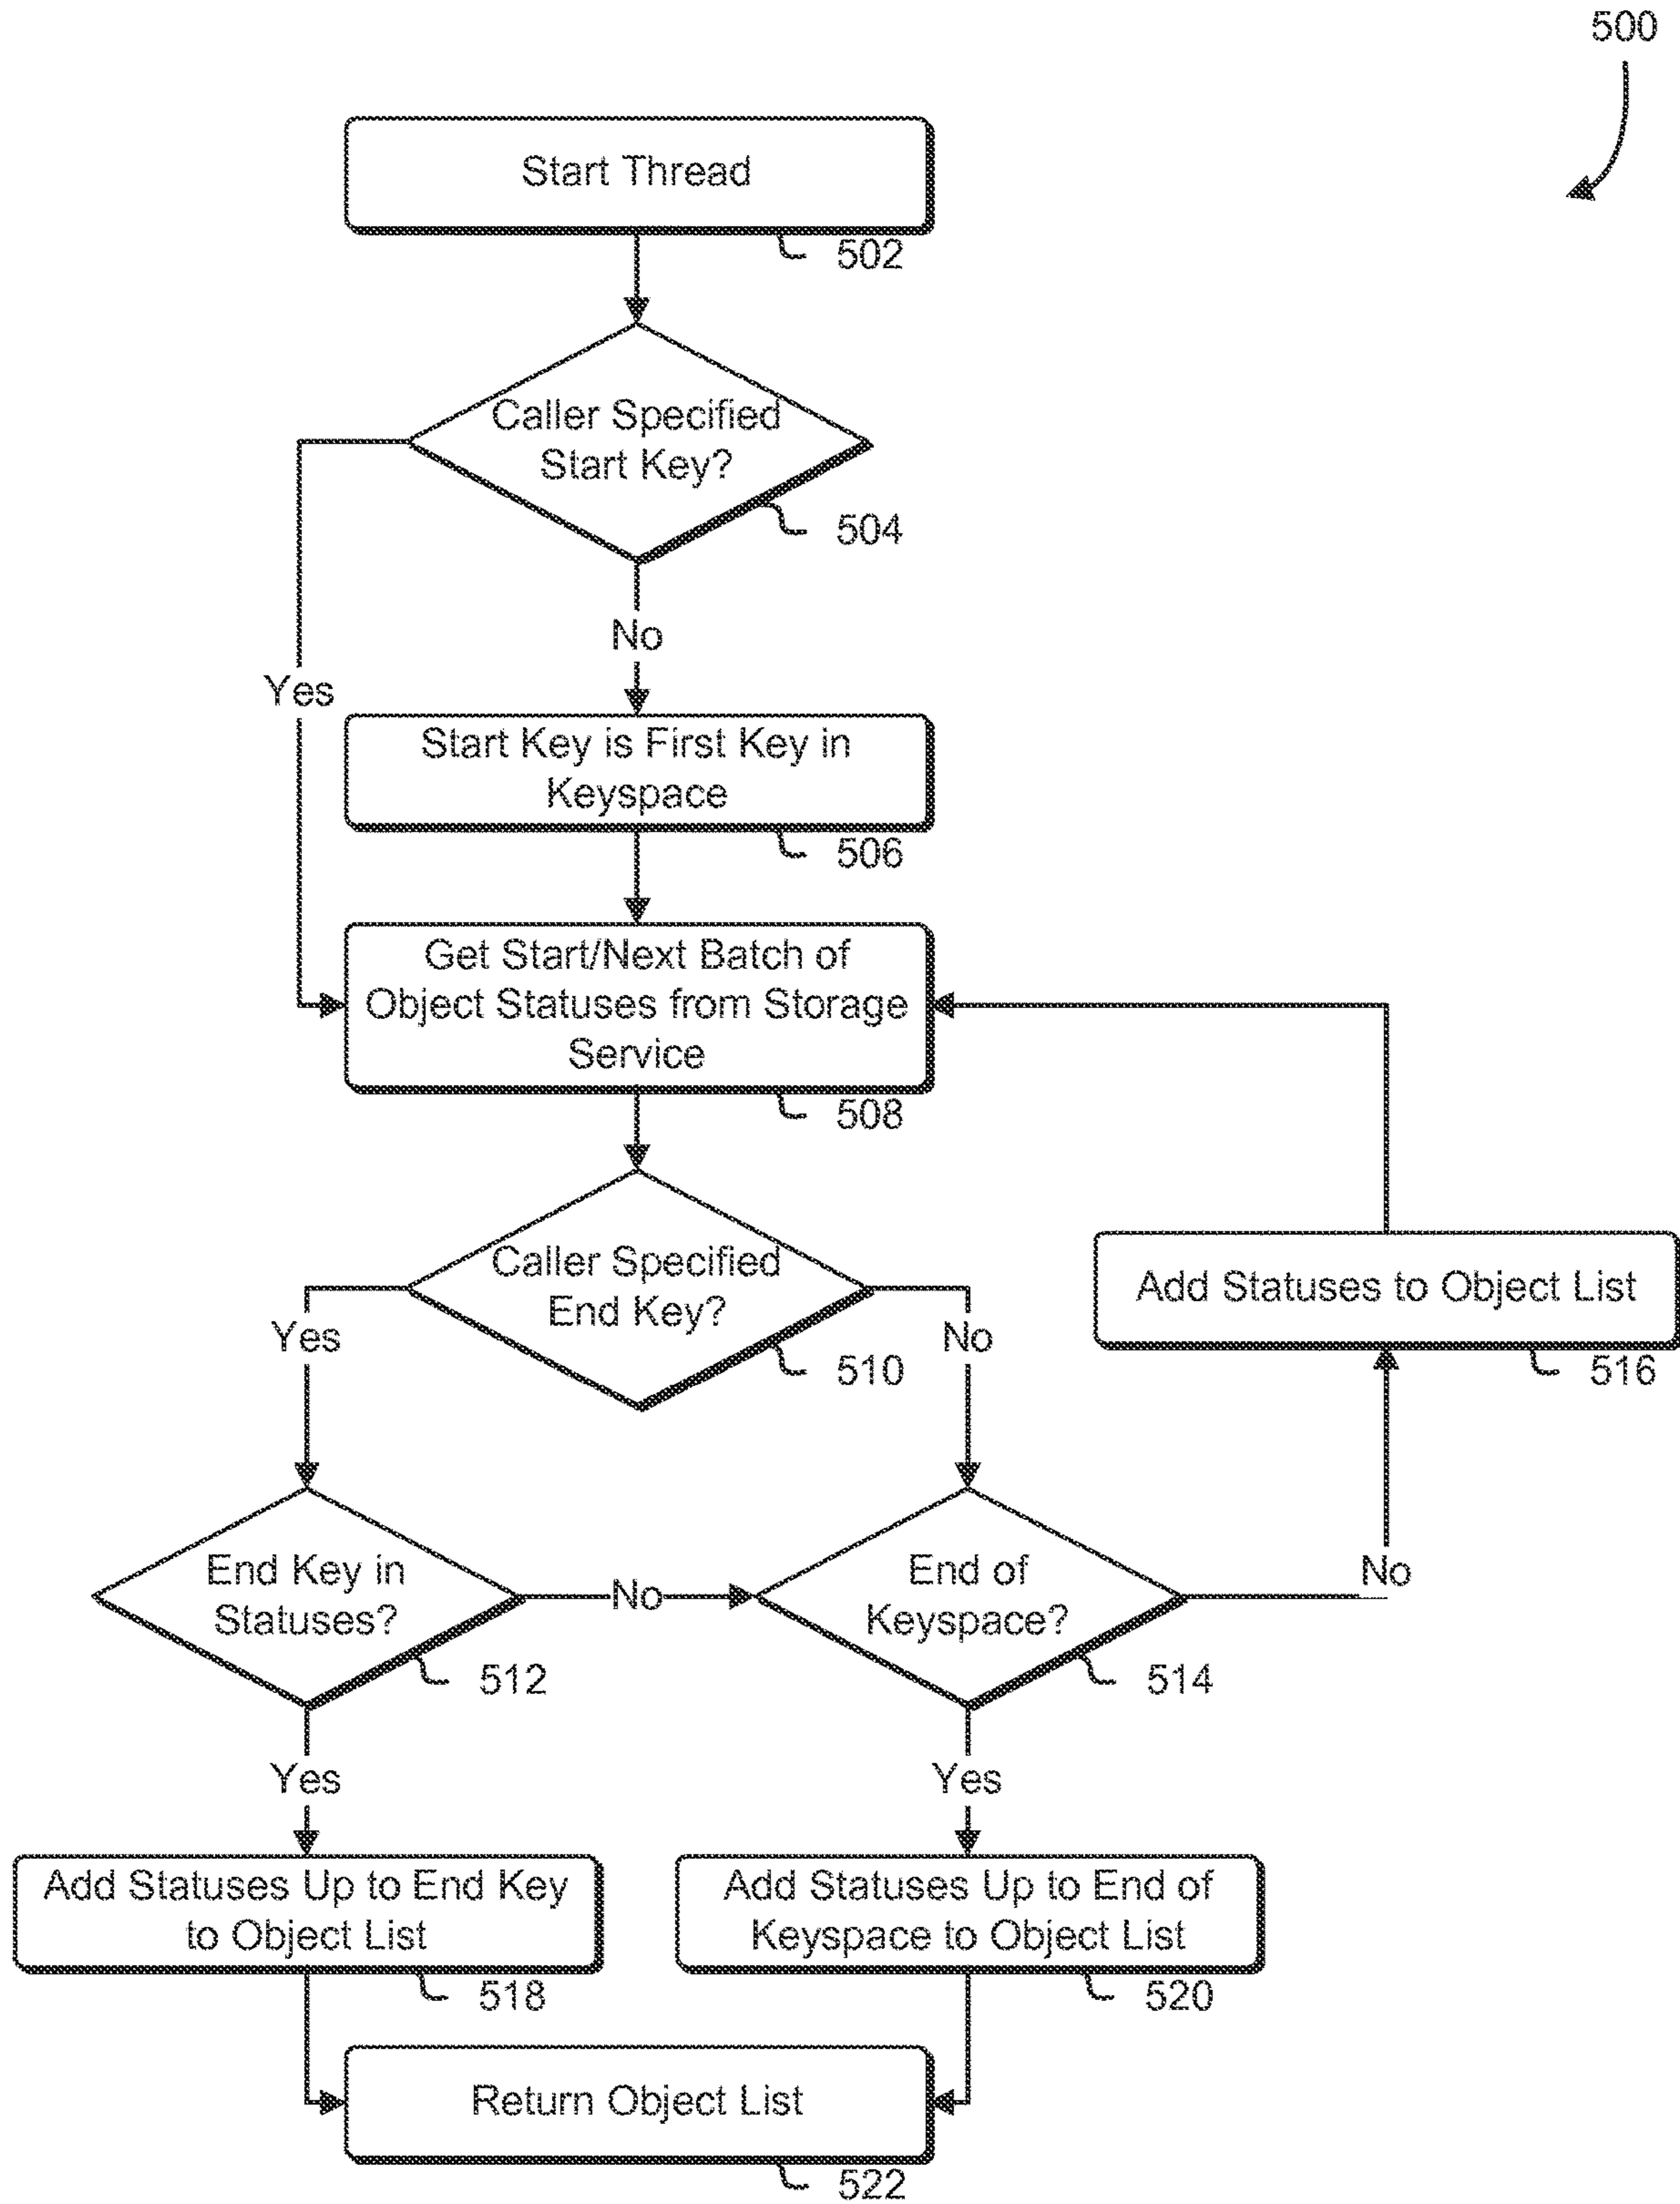 500
Start Thread
502
Caller Specified
Start Key?
504
No
Yes
Start Key is First Key in
Keyspace
506
Get Start/Next Batch of
Object Statuses from Storage
Service
508
Caller Specified
End Key?
510
Yes
No
Add Statuses to Object List
516
End Key in
Statuses?
512
No
End of
Keyspace?
514
No
Yes
Yes
Add Statuses Up to End Key
to Object List
518
Add Statuses Up to End of
Keyspace to Object List
520
Return Object List
522